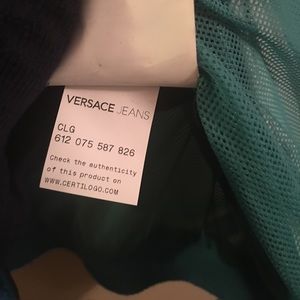 VERSACE JEANS
CLG
612 075 587 826
Check the authenticity
of this product on
WWW.CERTILOGO.COM